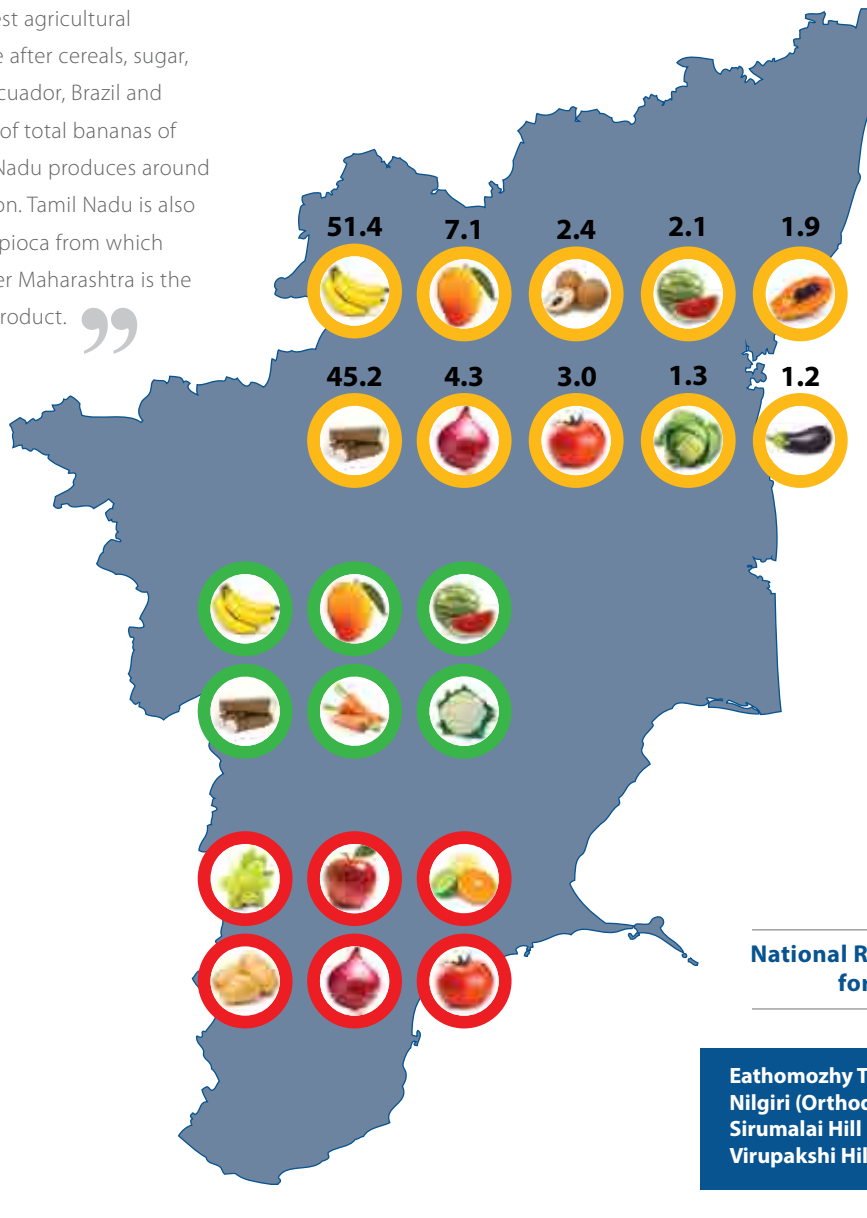 est agricultural
e after cereals, sugar,
cuador, Brazil and
of total bananas of
Nadu produces around
on. Tamil Nadu is also
pioca from which
er Maharashtra is the
roduct. ”
51.4 7.1 2.4 2.1 1.9
45.2 4.3 3.0 1.3 1.2
National R
for
Eathomozhy T
Nilgiri (Orthod
Sirumalai Hill
Virupakshi Hil